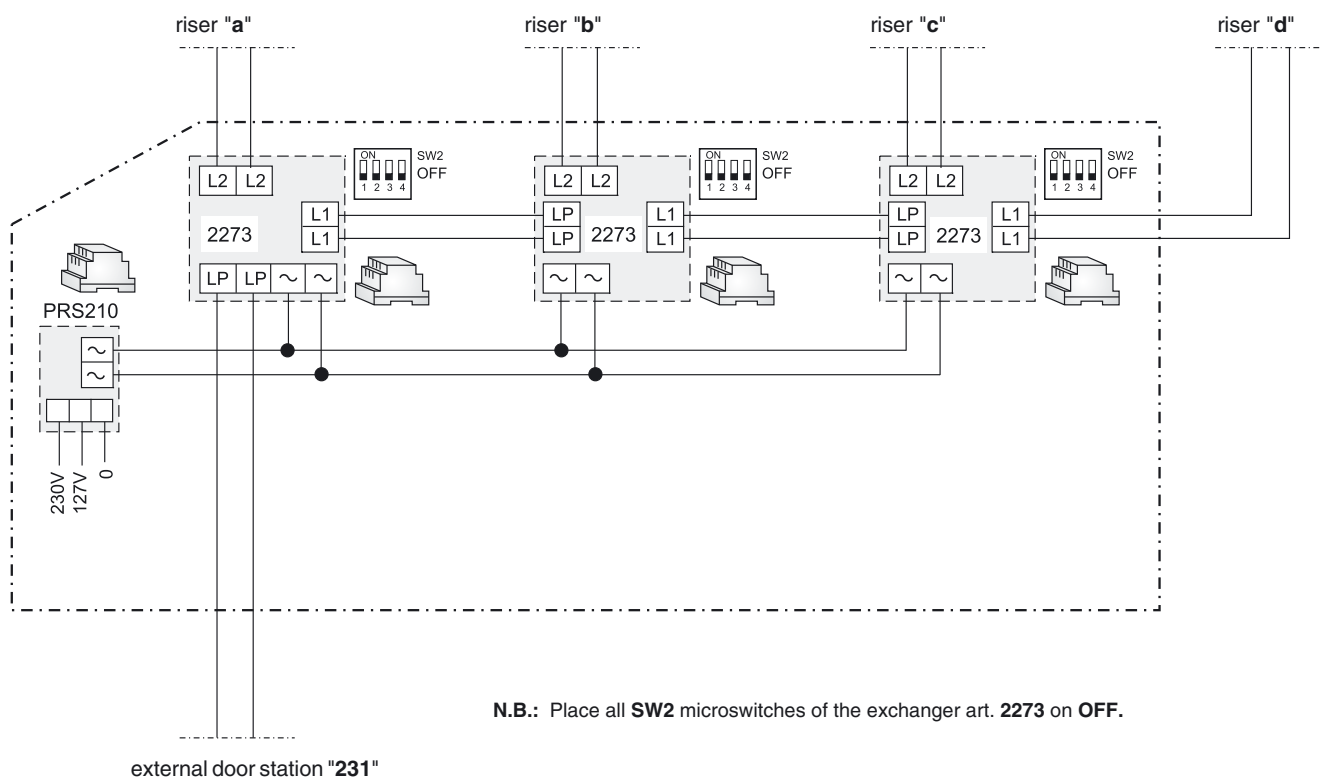 riser "a" riser "b" riser "c" riser "d"
L2 L2 ON 1 2 3 4 SW2 OFF
L2 L2 ON 1 2 3 4 SW2 OFF
L2 L2 ON 1 2 3 4 SW2 OFF
2273 L1 L1
LP LP 2273 L1 L1
LP LP 2273 L1 L1
LP LP ~ ~
~ ~
~ ~
PRS210
~
~
230V 127V 0
N.B.: Place all SW2 microswitches of the exchanger art. 2273 on OFF.
external door station "231"